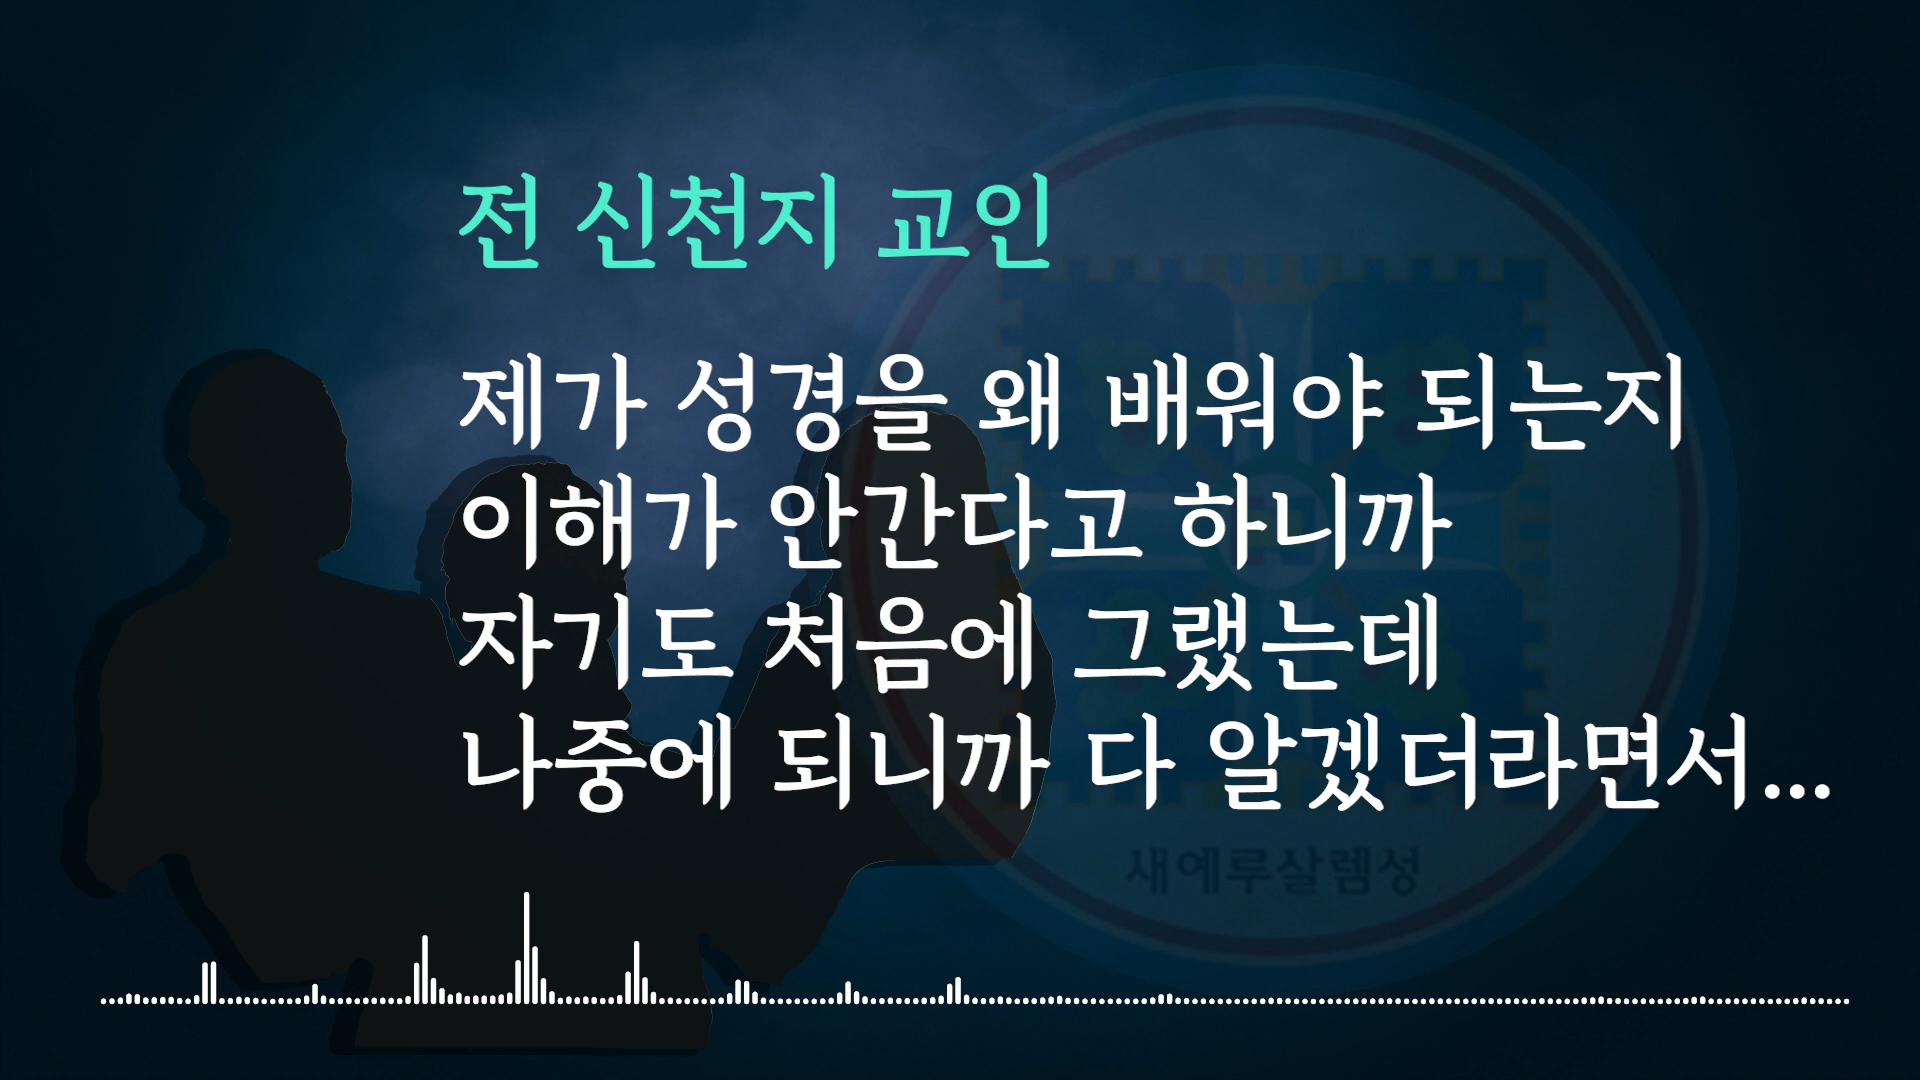 전 신천지 교인
제가 성경을 왜 배워야 되는지
이해가 안간다고 하니까
자기도 처음에 그랬는데
나중에 되니까 다 알겠더라면서...
새예루살렘성